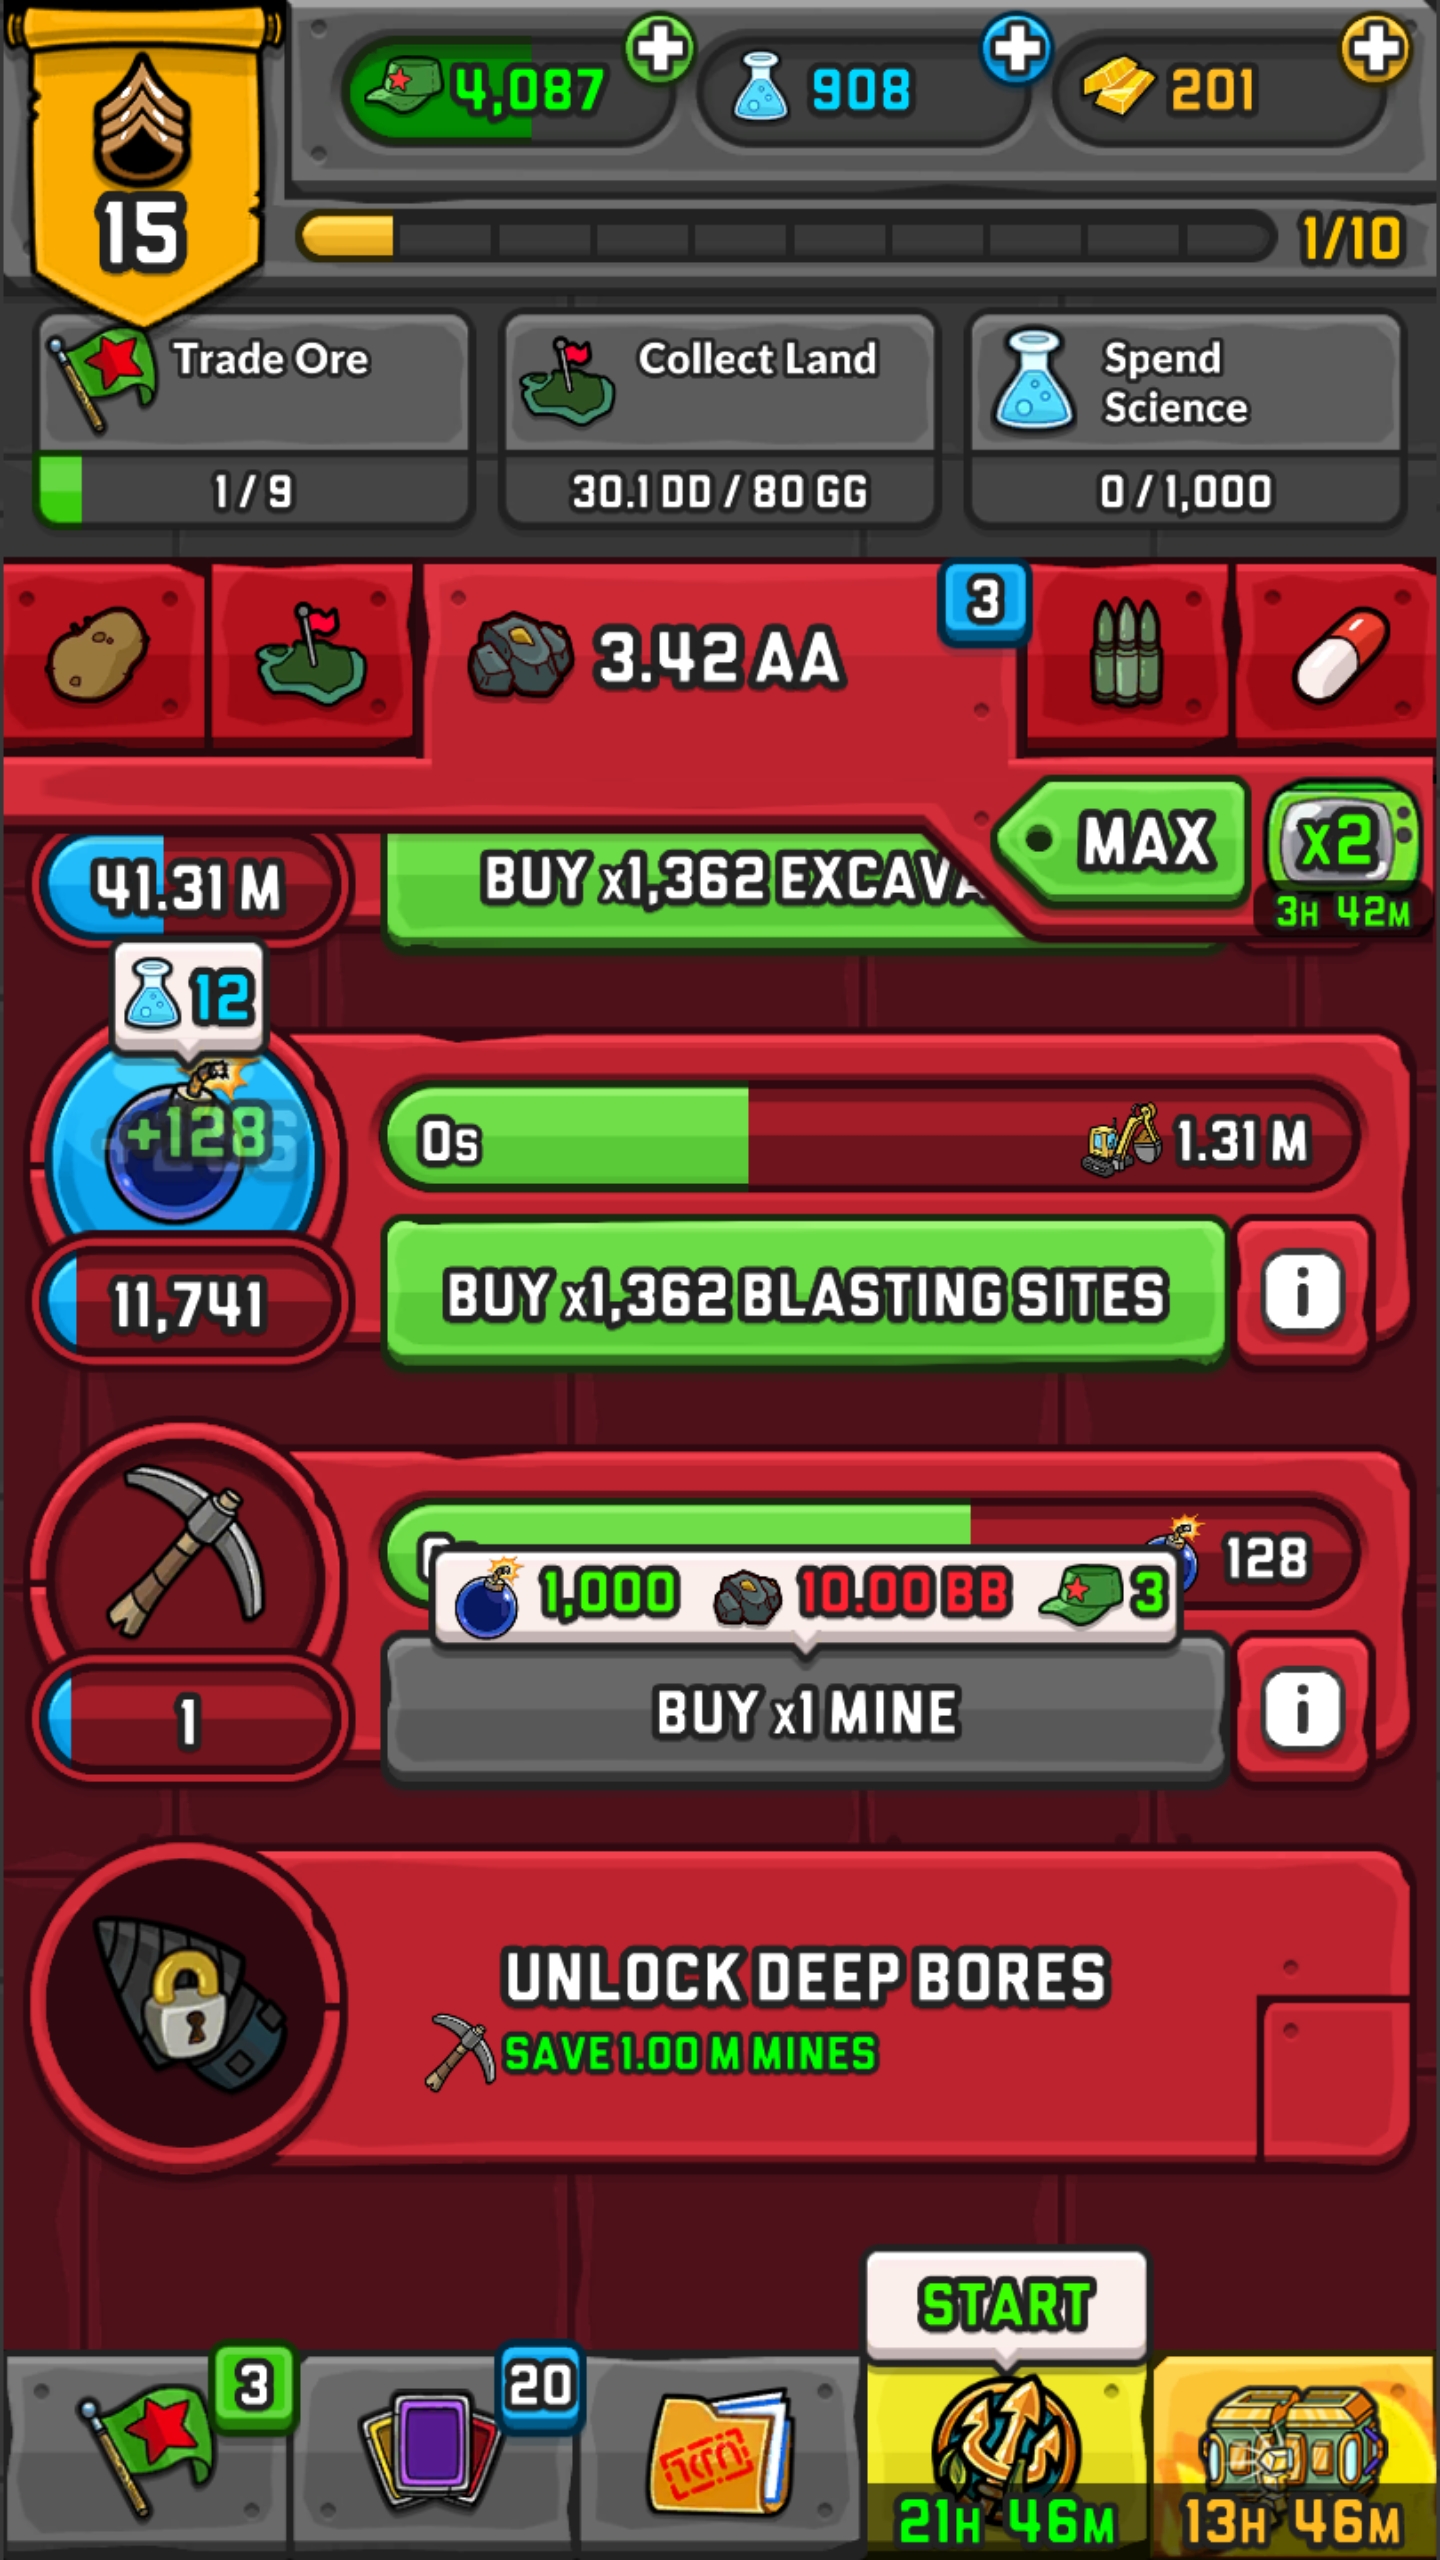 15
4,087
908
201
1/10
Trade Ore
1 / 9
Collect Land
30.1 DD / 80 GG
Spend
Science
0 / 1,000
3.42 AA
3
MAX
x2
3H 42M
41.31 M
BUY x1,362 EXCAVA
12
+128
0s
1.31 M
11,741
BUY x1,362 BLASTING SITES
i
128
1,000
10.00 BB
3
1
BUY x1 MINE
i
UNLOCK DEEP BORES
SAVE 1.00 M MINES
START
3
20
21H 46M
13H 46M